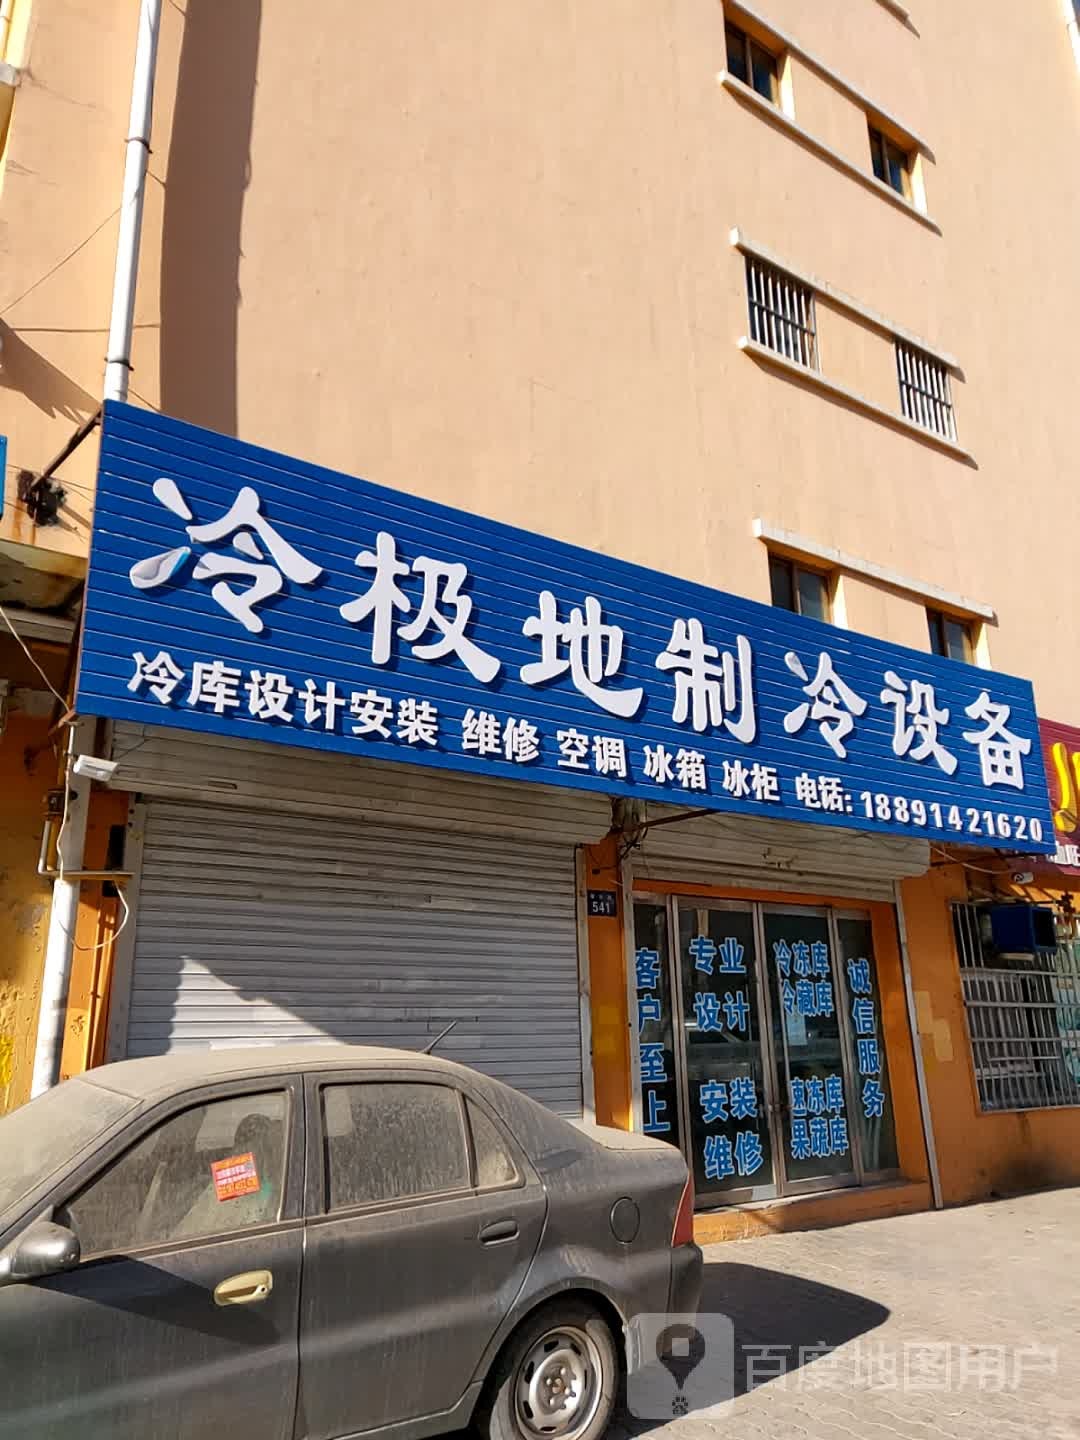 冷极地制冷设备
冷库设计安装 维修 空调 冰箱 冰柜 电话: 18891421620
541
客户至上
专业
设计
安装
维修
冷冻库
冷藏库
速冻库
果蔬库
诚信服务
百度地图用户